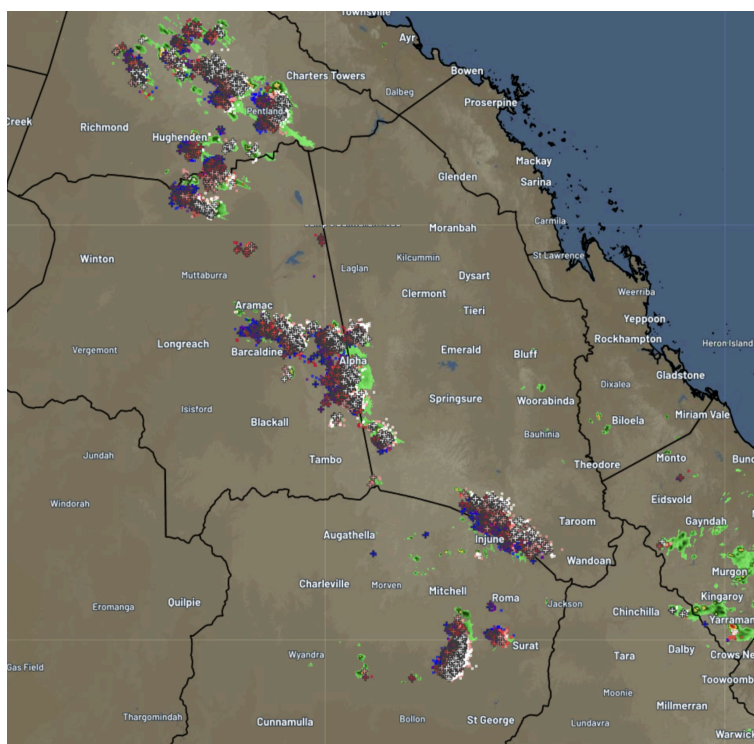 Townsville
Ayr
Bowen
Charters Towers
Dalbeg
Proserpine
Pentland
Creek
Richmond
Hughenden
Mackay
Glenden
Sarina
Carmila
Moranbah
Winton
Kilcummin
St Lawrence
Muttaburra
Laglan
Dysart
Clermont
Weerriba
Aramac
Tieri
Yeppoon
Longreach
Rockhampton
Heron Island
Vergemont
Barcaldine
Alpha
Emerald
Bluff
Gladstone
Dixalea
Isisford
Springsure
Woorabinda
Blackall
Biloela
Miriam Vale
Bauhinia
Jundah
Tambo
Theodore
Monto
Bund
Windorah
Eidsvold
Augathella
Injune
Taroom
Gayndah
Wandoan
Charleville
Morven
Mitchell
Murgon
Eromanga
Quilpie
Roma
Jackson
Chinchilla
Kingaroy
Yarraman
Surat
Gas Field
Wyandra
Tara
Dalby
Crows Ne
Toowoomb
Moonie
Millmerran
Thargomindah
Cunnamulla
Bollon
St George
Lundavra
Warwic